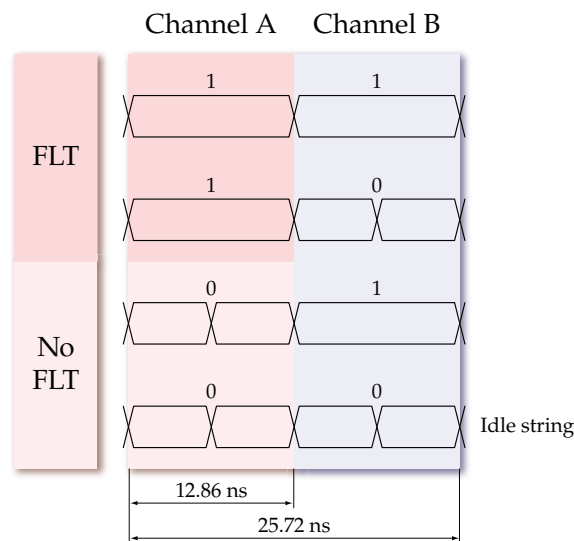 Channel A Channel B
1 1
FLT
1 0
0 1
No
FLT
0 0
Idle string
12.86 ns
25.72 ns